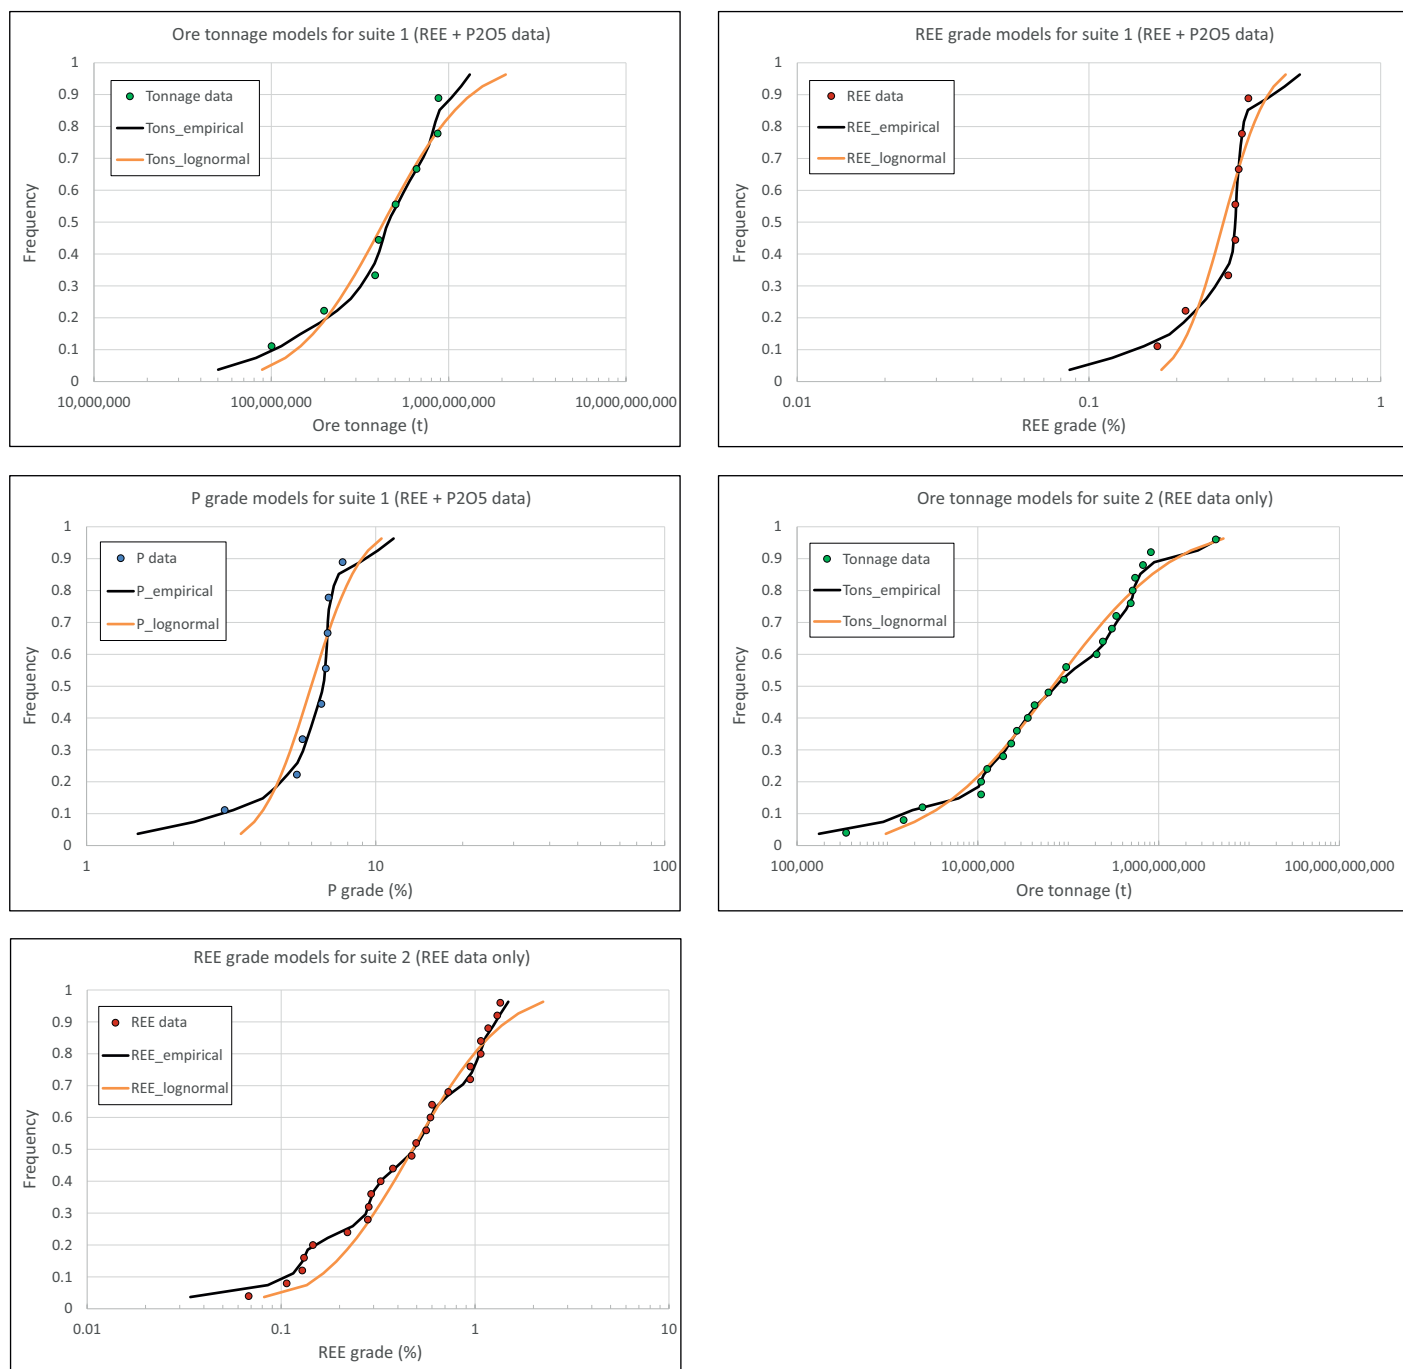 Ore tonnage models for suite 1 (REE + P2O5 data)
1
0.9
0.8
0.7
0.6
0.5
0.4
0.3
0.2
0.1
0
Frequency
Tonnage data
Tons_empirical
Tons_lognormal
10,000,000
100,000,000
1,000,000,000
10,000,000,000
Ore tonnage (t)
REE grade models for suite 1 (REE + P2O5 data)
1
0.9
0.8
0.7
0.6
0.5
0.4
0.3
0.2
0.1
0
Frequency
REE data
REE_empirical
REE_lognormal
0.01
0.1
1
REE grade (%)
P grade models for suite 1 (REE + P2O5 data)
1
0.9
0.8
0.7
0.6
0.5
0.4
0.3
0.2
0.1
0
Frequency
P data
P_empirical
P_lognormal
1
10
100
P grade (%)
Ore tonnage models for suite 2 (REE data only)
1
0.9
0.8
0.7
0.6
0.5
0.4
0.3
0.2
0.1
0
Frequency
Tonnage data
Tons_empirical
Tons_lognormal
100,000
10,000,000
1,000,000,000
100,000,000,000
Ore tonnage (t)
REE grade models for suite 2 (REE data only)
1
0.9
0.8
0.7
0.6
0.5
0.4
0.3
0.2
0.1
0
Frequency
REE data
REE_empirical
REE_lognormal
0.01
0.1
1
10
REE grade (%)